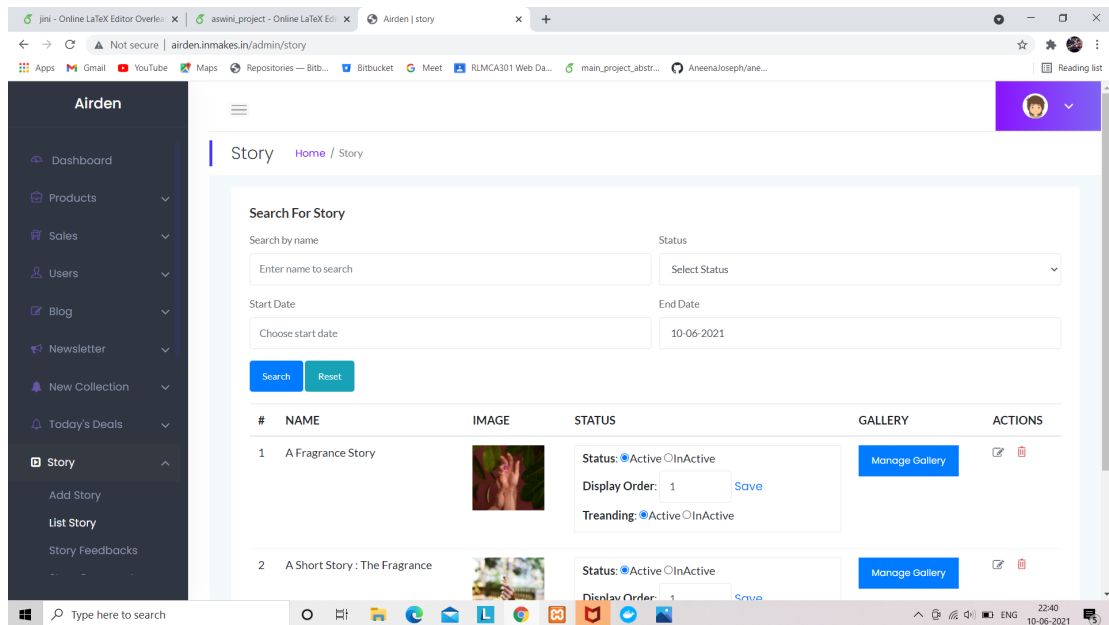 jini - Online LaTeX Editor Overlea
aswini_project - Online LaTeX Edi
Airden | story
Not secure | airden.inmakes.in/admin/story
Apps Gmail YouTube Maps Repositories — Bitb... Bitbucket Meet RLMCA301 Web Da... main_project_abstr... AneenaJoseph/ane... Reading list
Airden
Story Home / Story
Dashboard
Products
Sales
Users
Blog
Newsletter
New Collection
Today's Deals
Story
Add Story
List Story
Story Feedbacks
Search For Story
Search by name Status
Enter name to search Select Status
Start Date End Date
Choose start date 10-06-2021
Search Reset
# NAME IMAGE STATUS GALLERY ACTIONS
1 A Fragrance Story Status: Active InActive Manage Gallery
Display Order: 1 Save
Treanding: Active InActive
2 A Short Story : The Fragrance Status: Active InActive Manage Gallery
Display Order: 1 Save
Type here to search
ENG 22:40
10-06-2021
5